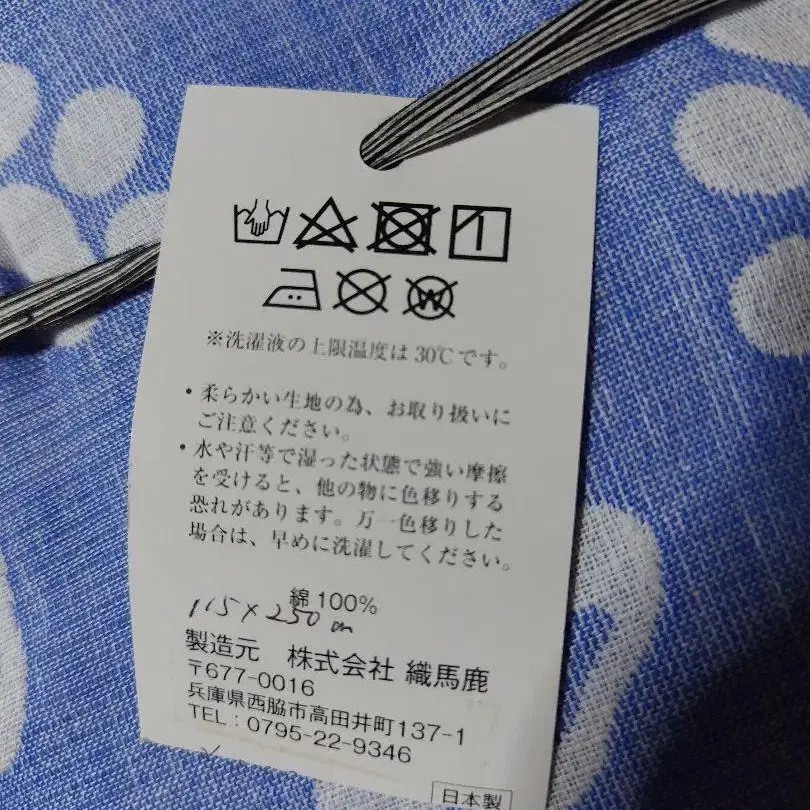 ※洗濯液の上限温度は30℃です。
・柔らかい生地の為、お取り扱いに
ご注意ください。
・水や汗等で湿った状態で強い摩擦
を受けると、他の物に色移りする
恐れがあります。万一色移りした
場合は、早めに洗濯してください。
綿100%
115×250cm
製造元 株式会社 織馬鹿
〒677-0016
兵庫県西脇市高田井町137-1
TEL:0795-22-9346
日本製